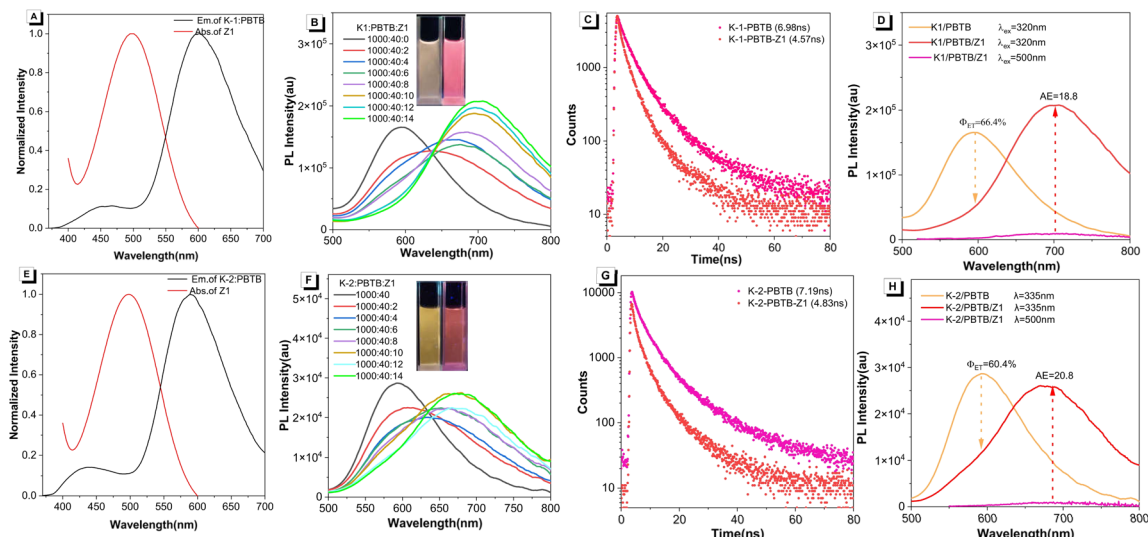 A
Em.of K-1:PBTB
Abs.of Z1
Normalized Intensity
1.0
0.8
0.6
0.4
0.2
0.0
400 450 500 550 600 650 700
Wavelength(nm)
B
K1:PBTB:Z1
1000:40:0
1000:40:2
1000:40:4
1000:40:6
1000:40:8
1000:40:10
1000:40:12
1000:40:14
PL Intensity(au)
3×10⁵
2×10⁵
1×10⁵
0
500 600 700 800
Wavelength(nm)
C
K-1-PBTB (6.98ns)
K-1-PBTB-Z1 (4.57ns)
Counts
1000
100
10
0 20 40 60 80
Time(ns)
D
K1/PBTB λex=320nm
K1/PBTB/Z1 λex=320nm
K1/PBTB/Z1 λex=500nm
AE=18.8
ΦET=66.4%
PL Intensity(au)
2×10⁵
1×10⁵
0
500 600 700 800
Wavelength(nm)
E
Em.of K-2:PBTB
Abs.of Z1
Normalized Intensity
1.0
0.8
0.6
0.4
0.2
0.0
400 450 500 550 600 650 700
Wavelength(nm)
F
K-2:PBTB:Z1
1000:40
1000:40:2
1000:40:4
1000:40:6
1000:40:8
1000:40:10
1000:40:12
1000:40:14
PL Intensity(au)
5×10⁴
4×10⁴
3×10⁴
2×10⁴
1×10⁴
0
500 550 600 650 700 750 800
Wavelength(nm)
G
K-2-PBTB (7.19ns)
K-2-PBTB-Z1 (4.83ns)
Counts
10000
1000
100
10
0 20 40 60 80
Time(ns)
H
K-2/PBTB λ=335nm
K-2/PBTB/Z1 λ=335nm
K-2/PBTB/Z1 λ=500nm
ΦET=60.4%
AE=20.8
PL Intensity(au)
4×10⁴
3×10⁴
2×10⁴
1×10⁴
0
500 600 700 800
Wavelength(nm)